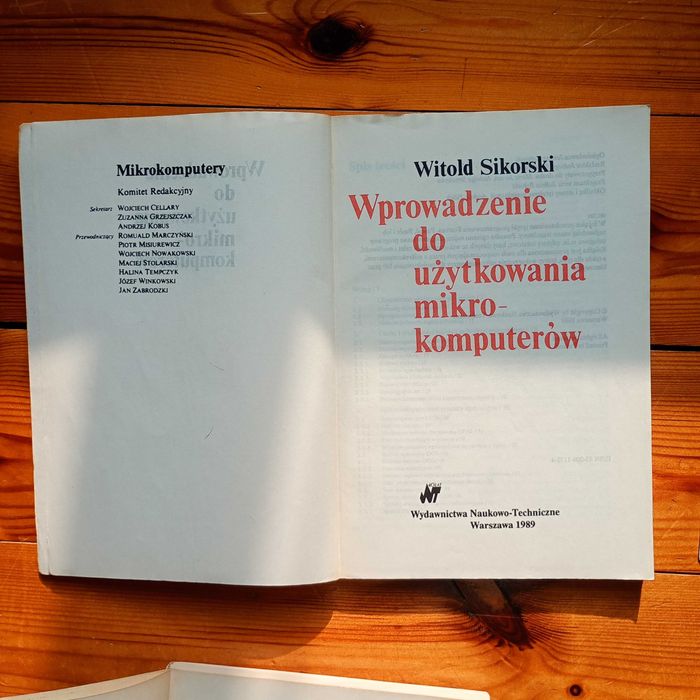 Mikrokomputery
Komitet Redakcyjny
Sekretarz WOJCIECH CELLARY
ZUZANNA GRZEJSZCZAK
ANDRZEJ KOBUS
Przewodniczący ROMUALD MARCZYŃSKI
PIOTR MISIUREWICZ
WOJCIECH NOWAKOWSKI
MACIEJ STOLARSKI
HALINA TEMPCZYK
JÓZEF WINKOWSKI
JAN ZABRODZKI
Witold Sikorski
Wprowadzenie
do
użytkowania
mikro-
komputerów
WNT
Wydawnictwa Naukowo-Techniczne
Warszawa 1989